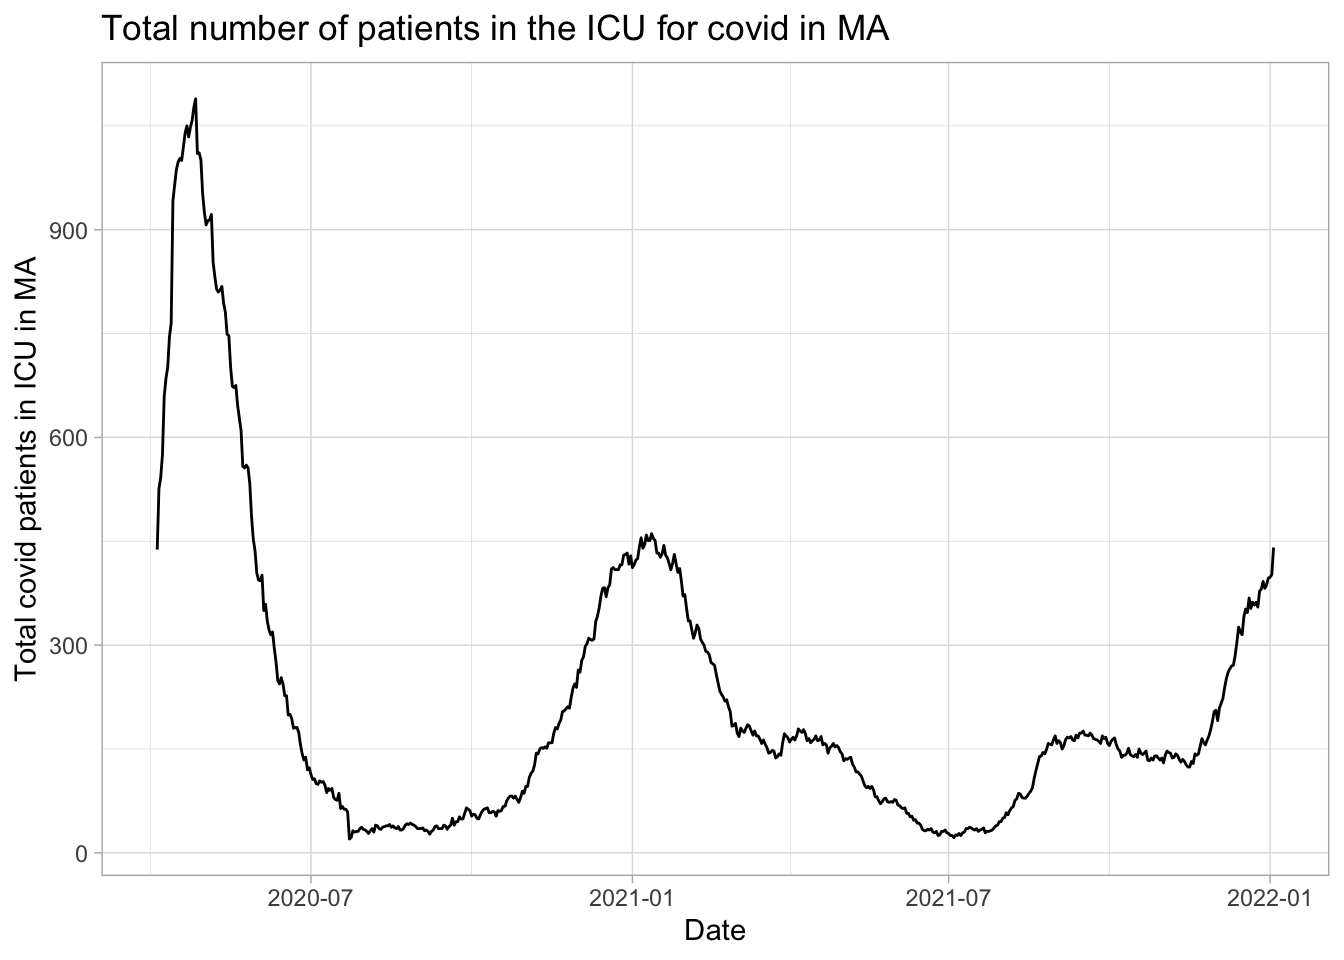 Total number of patients in the ICU for covid in MA
Total covid patients in ICU in MA
900
600
300
0
2020-07
2021-01
2021-07
2022-01
Date